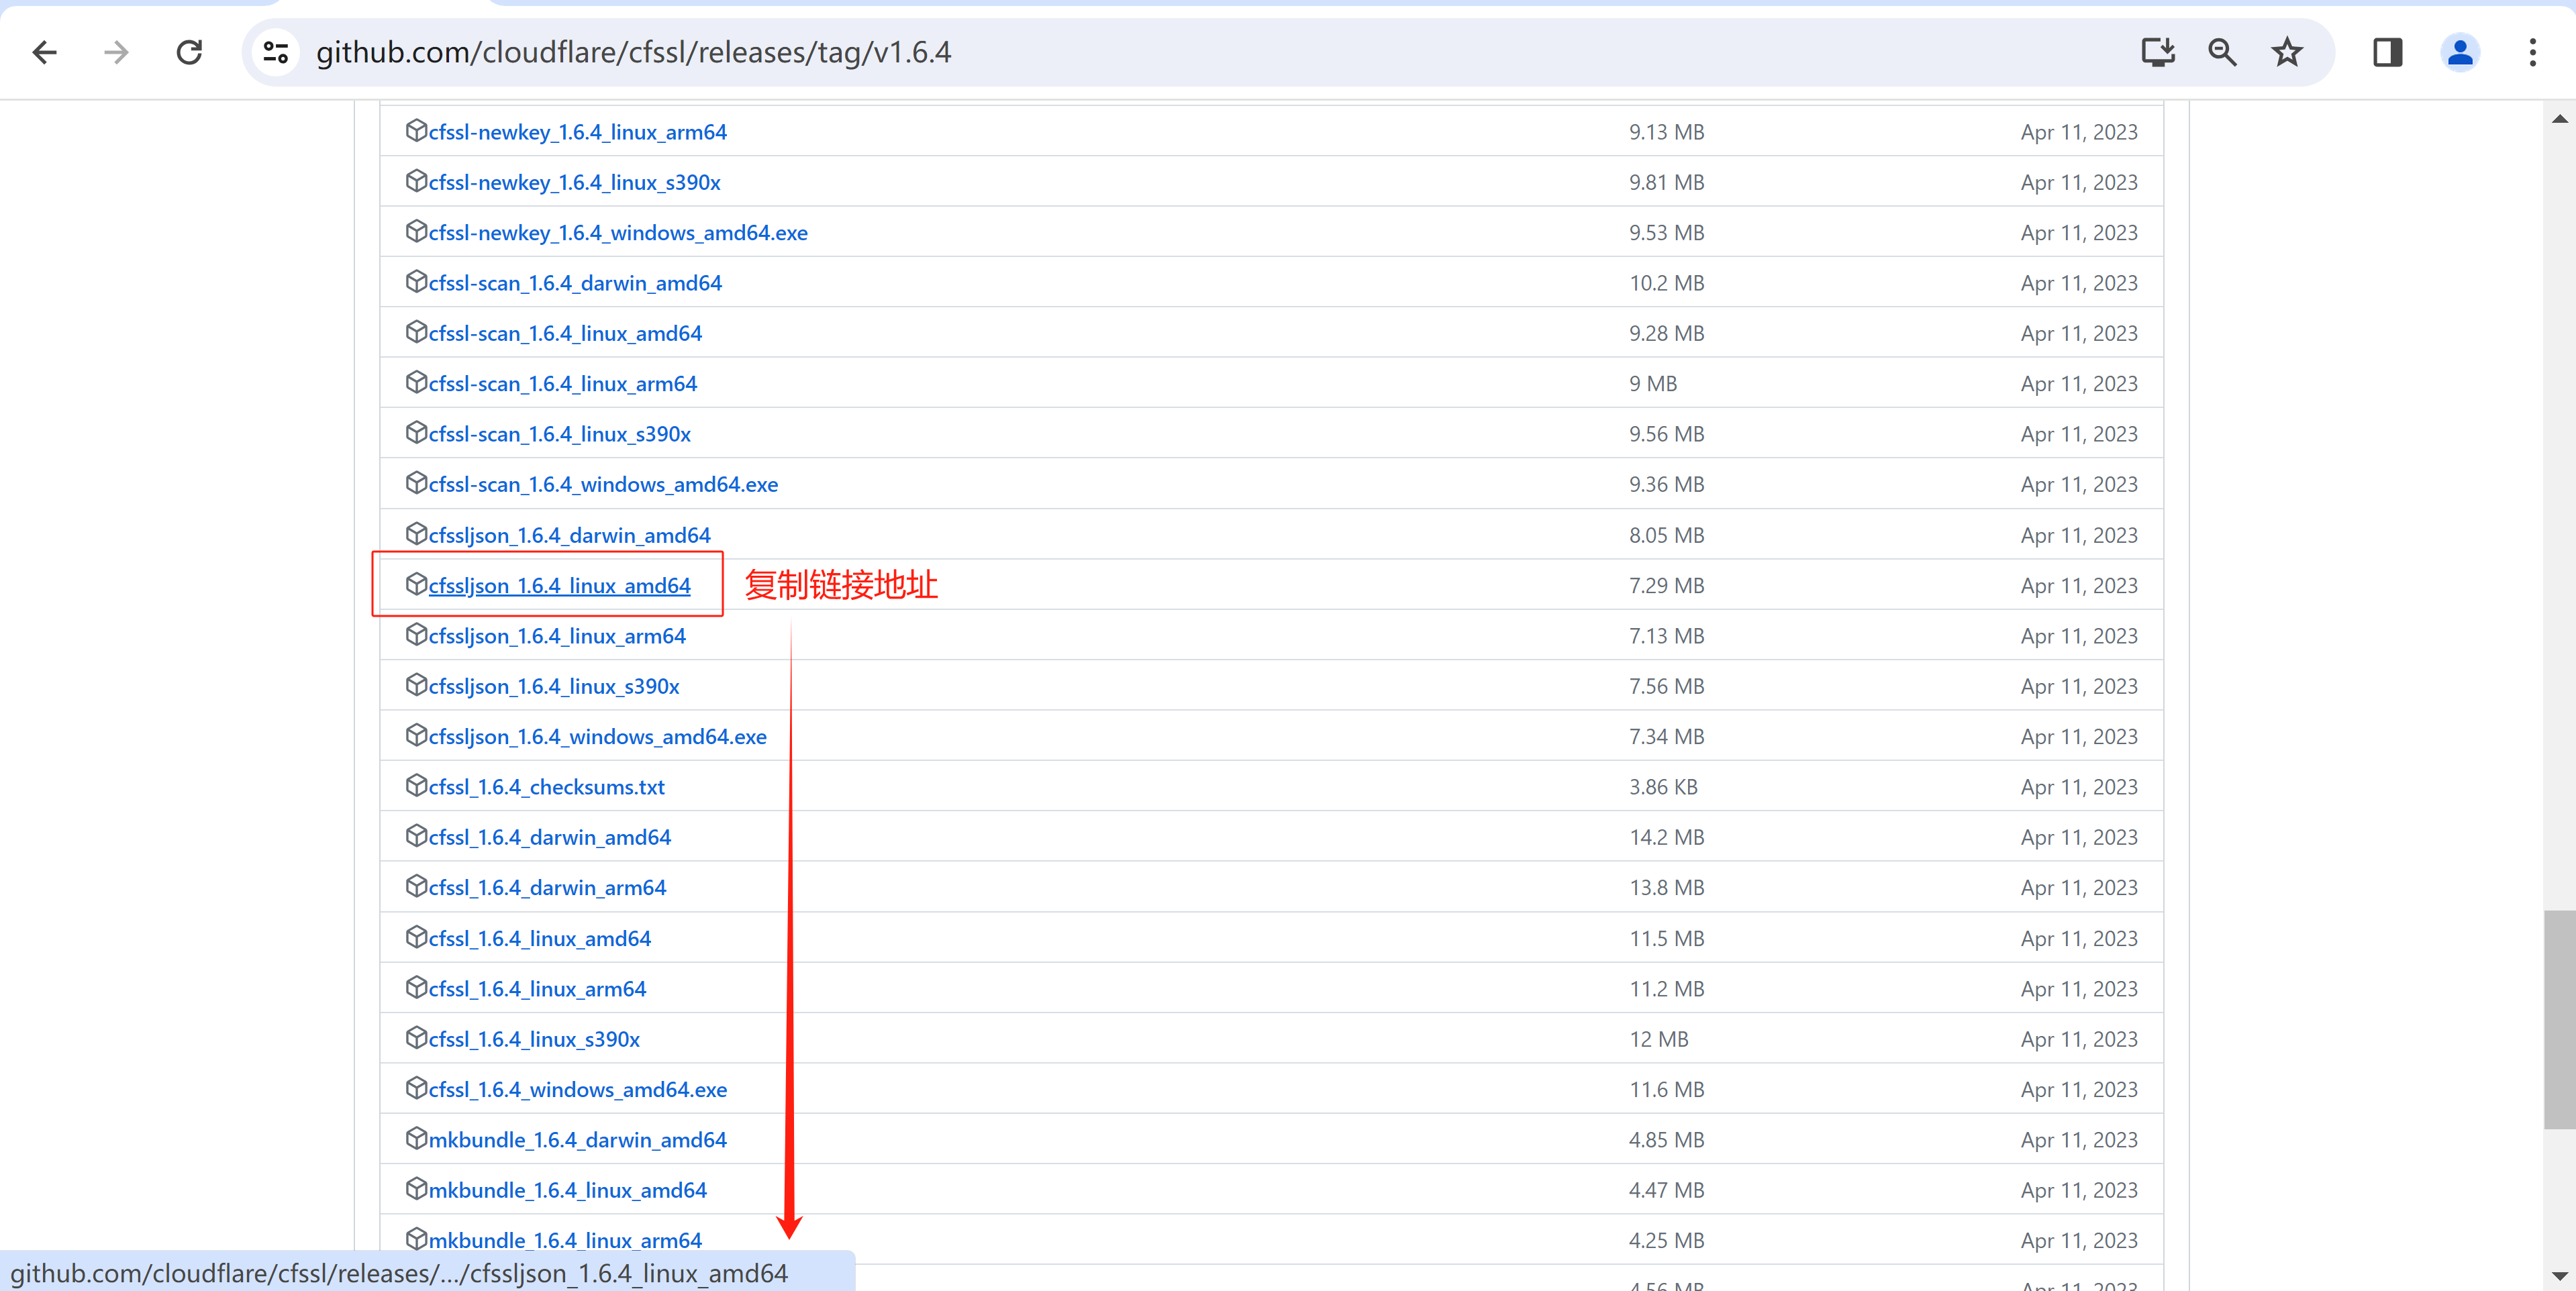 github.com/cloudflare/cfssl/releases/tag/v1.6.4
cfssl-newkey_1.6.4_linux_arm64 9.13 MB Apr 11, 2023
cfssl-newkey_1.6.4_linux_s390x 9.81 MB Apr 11, 2023
cfssl-newkey_1.6.4_windows_amd64.exe 9.53 MB Apr 11, 2023
cfssl-scan_1.6.4_darwin_amd64 10.2 MB Apr 11, 2023
cfssl-scan_1.6.4_linux_amd64 9.28 MB Apr 11, 2023
cfssl-scan_1.6.4_linux_arm64 9 MB Apr 11, 2023
cfssl-scan_1.6.4_linux_s390x 9.56 MB Apr 11, 2023
cfssl-scan_1.6.4_windows_amd64.exe 9.36 MB Apr 11, 2023
cfssljson_1.6.4_darwin_amd64 8.05 MB Apr 11, 2023
cfssljson_1.6.4_linux_amd64 复制链接地址 7.29 MB Apr 11, 2023
cfssljson_1.6.4_linux_arm64 7.13 MB Apr 11, 2023
cfssljson_1.6.4_linux_s390x 7.56 MB Apr 11, 2023
cfssljson_1.6.4_windows_amd64.exe 7.34 MB Apr 11, 2023
cfssl_1.6.4_checksums.txt 3.86 KB Apr 11, 2023
cfssl_1.6.4_darwin_amd64 14.2 MB Apr 11, 2023
cfssl_1.6.4_darwin_arm64 13.8 MB Apr 11, 2023
cfssl_1.6.4_linux_amd64 11.5 MB Apr 11, 2023
cfssl_1.6.4_linux_arm64 11.2 MB Apr 11, 2023
cfssl_1.6.4_linux_s390x 12 MB Apr 11, 2023
cfssl_1.6.4_windows_amd64.exe 11.6 MB Apr 11, 2023
mkbundle_1.6.4_darwin_amd64 4.85 MB Apr 11, 2023
mkbundle_1.6.4_linux_amd64 4.47 MB Apr 11, 2023
mkbundle_1.6.4_linux_arm64 4.25 MB Apr 11, 2023
github.com/cloudflare/cfssl/releases/.../cfssljson_1.6.4_linux_amd64
4.56 MB Apr 11, 2023